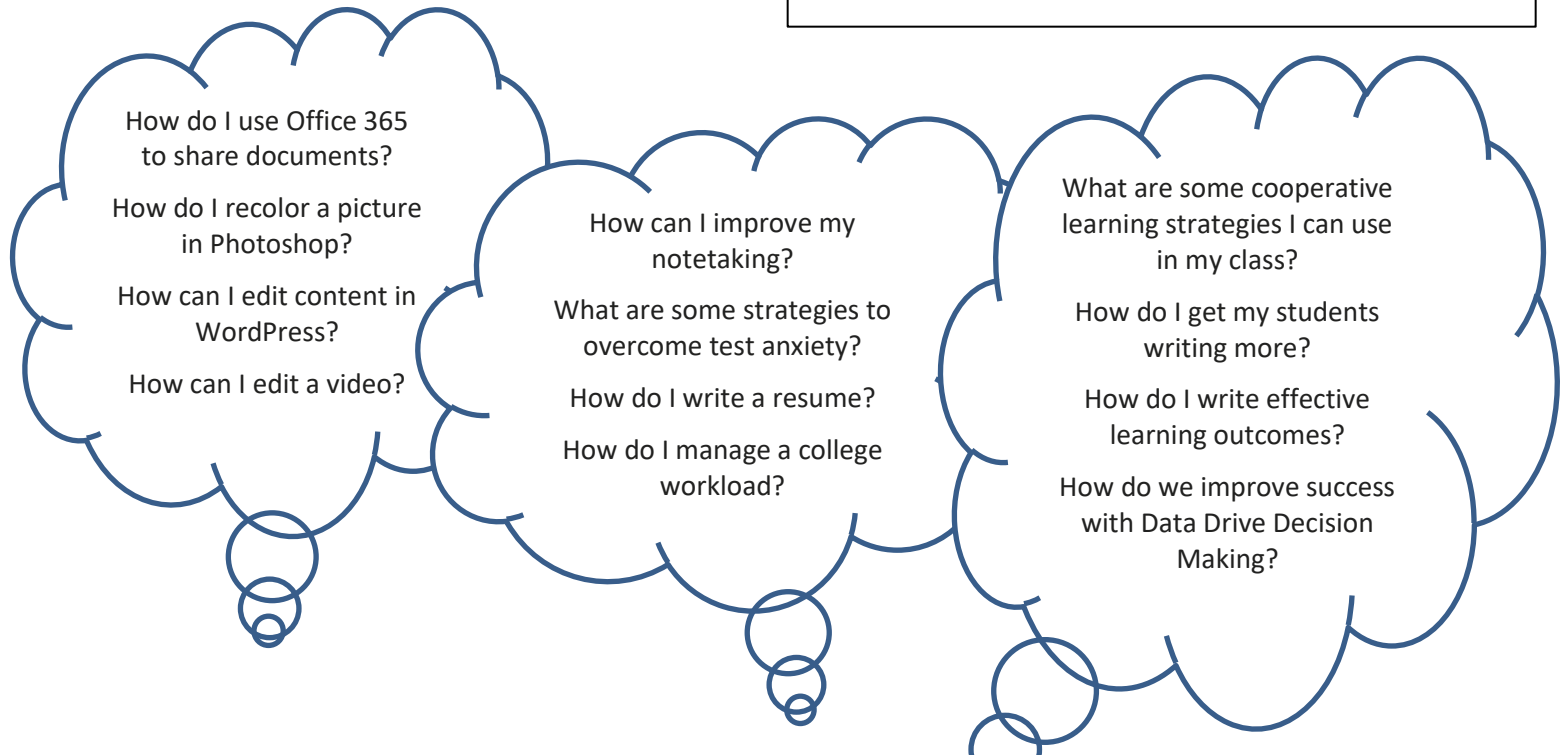 How do I use Office 365
to share documents?
How do I recolor a picture
in Photoshop?
How can I edit content in
WordPress?
How can I edit a video?
How can I improve my
notetaking?
What are some strategies to
overcome test anxiety?
How do I write a resume?
How do I manage a college
workload?
What are some cooperative
learning strategies I can use
in my class?
How do I get my students
writing more?
How do I write effective
learning outcomes?
How do we improve success
with Data Drive Decision
Making?